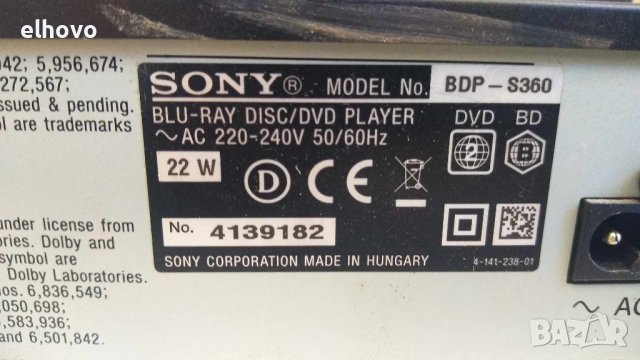 elhovo
042; 5,956,674;
272,567;
issued & pending.
ol are trademarks
SONY® MODEL No. BDP-S360
BLU-RAY DISC/DVD PLAYER
~ AC 220-240V 50/60Hz
DVD BD
2 B
22 W
D CE
No. 4139182
SONY CORPORATION MADE IN HUNGARY
4-141-238-01
under license from
ories. Dolby and
symbol are
Dolby Laboratories.
os. 6,836,549;
,050,698;
,583,936;
and 6,501,842.
~ AC
BAZAR